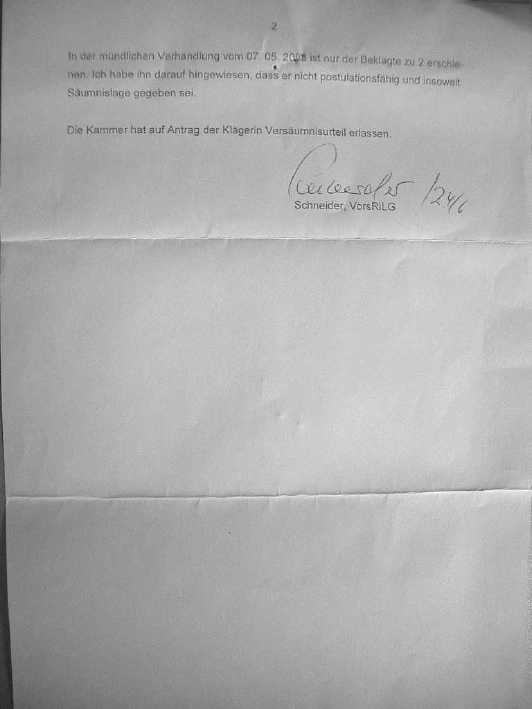 2
In der mündlichen Verhandlung vom 07. 05. ist nur der Beklagte zu 2 erschie-
nen. Ich habe ihn darauf hingewiesen, dass er nicht postulationsfähig und insoweit
Säumnislage gegeben sei.
Die Kammer hat auf Antrag der Klägerin Versäumnisurteil erlassen.
Schneider, VorsRiLG